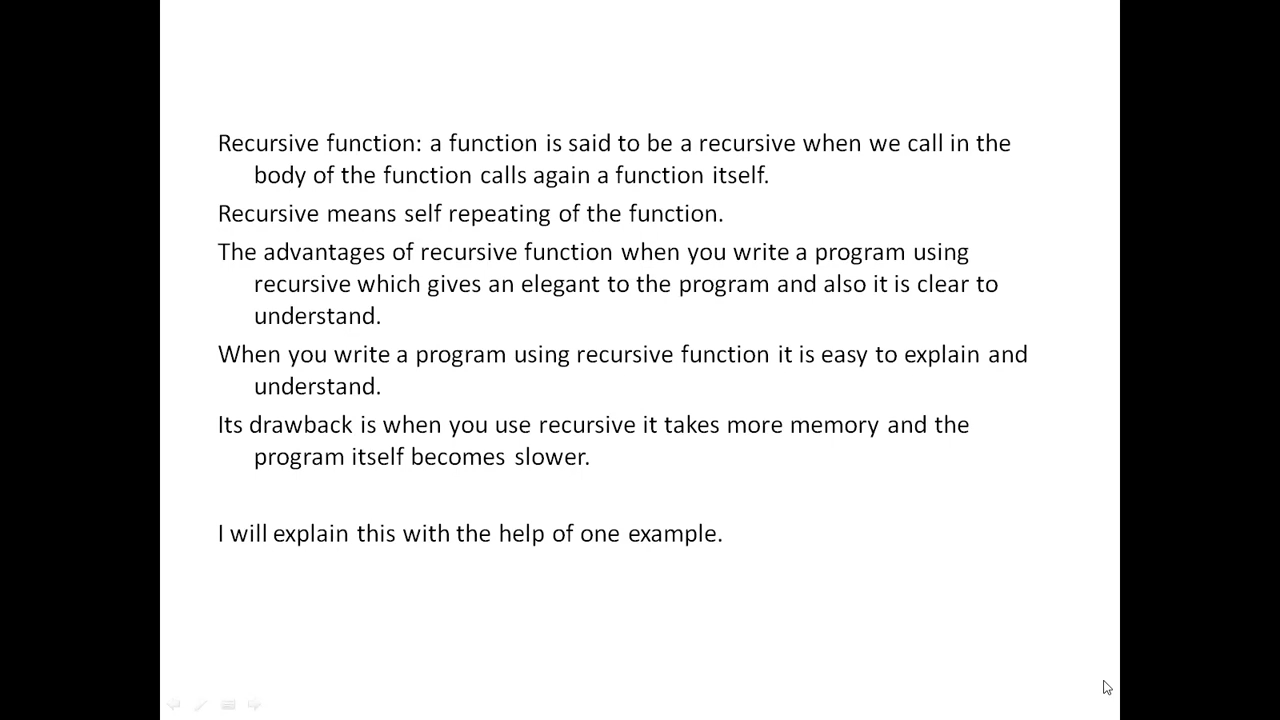 Recursive function: a function is said to be a recursive when we call in the
body of the function calls again a function itself.
Recursive means self repeating of the function.
The advantages of recursive function when you write a program using
recursive which gives an elegant to the program and also it is clear to
understand.
When you write a program using recursive function it is easy to explain and
understand.
Its drawback is when you use recursive it takes more memory and the
program itself becomes slower.
I will explain this with the help of one example.